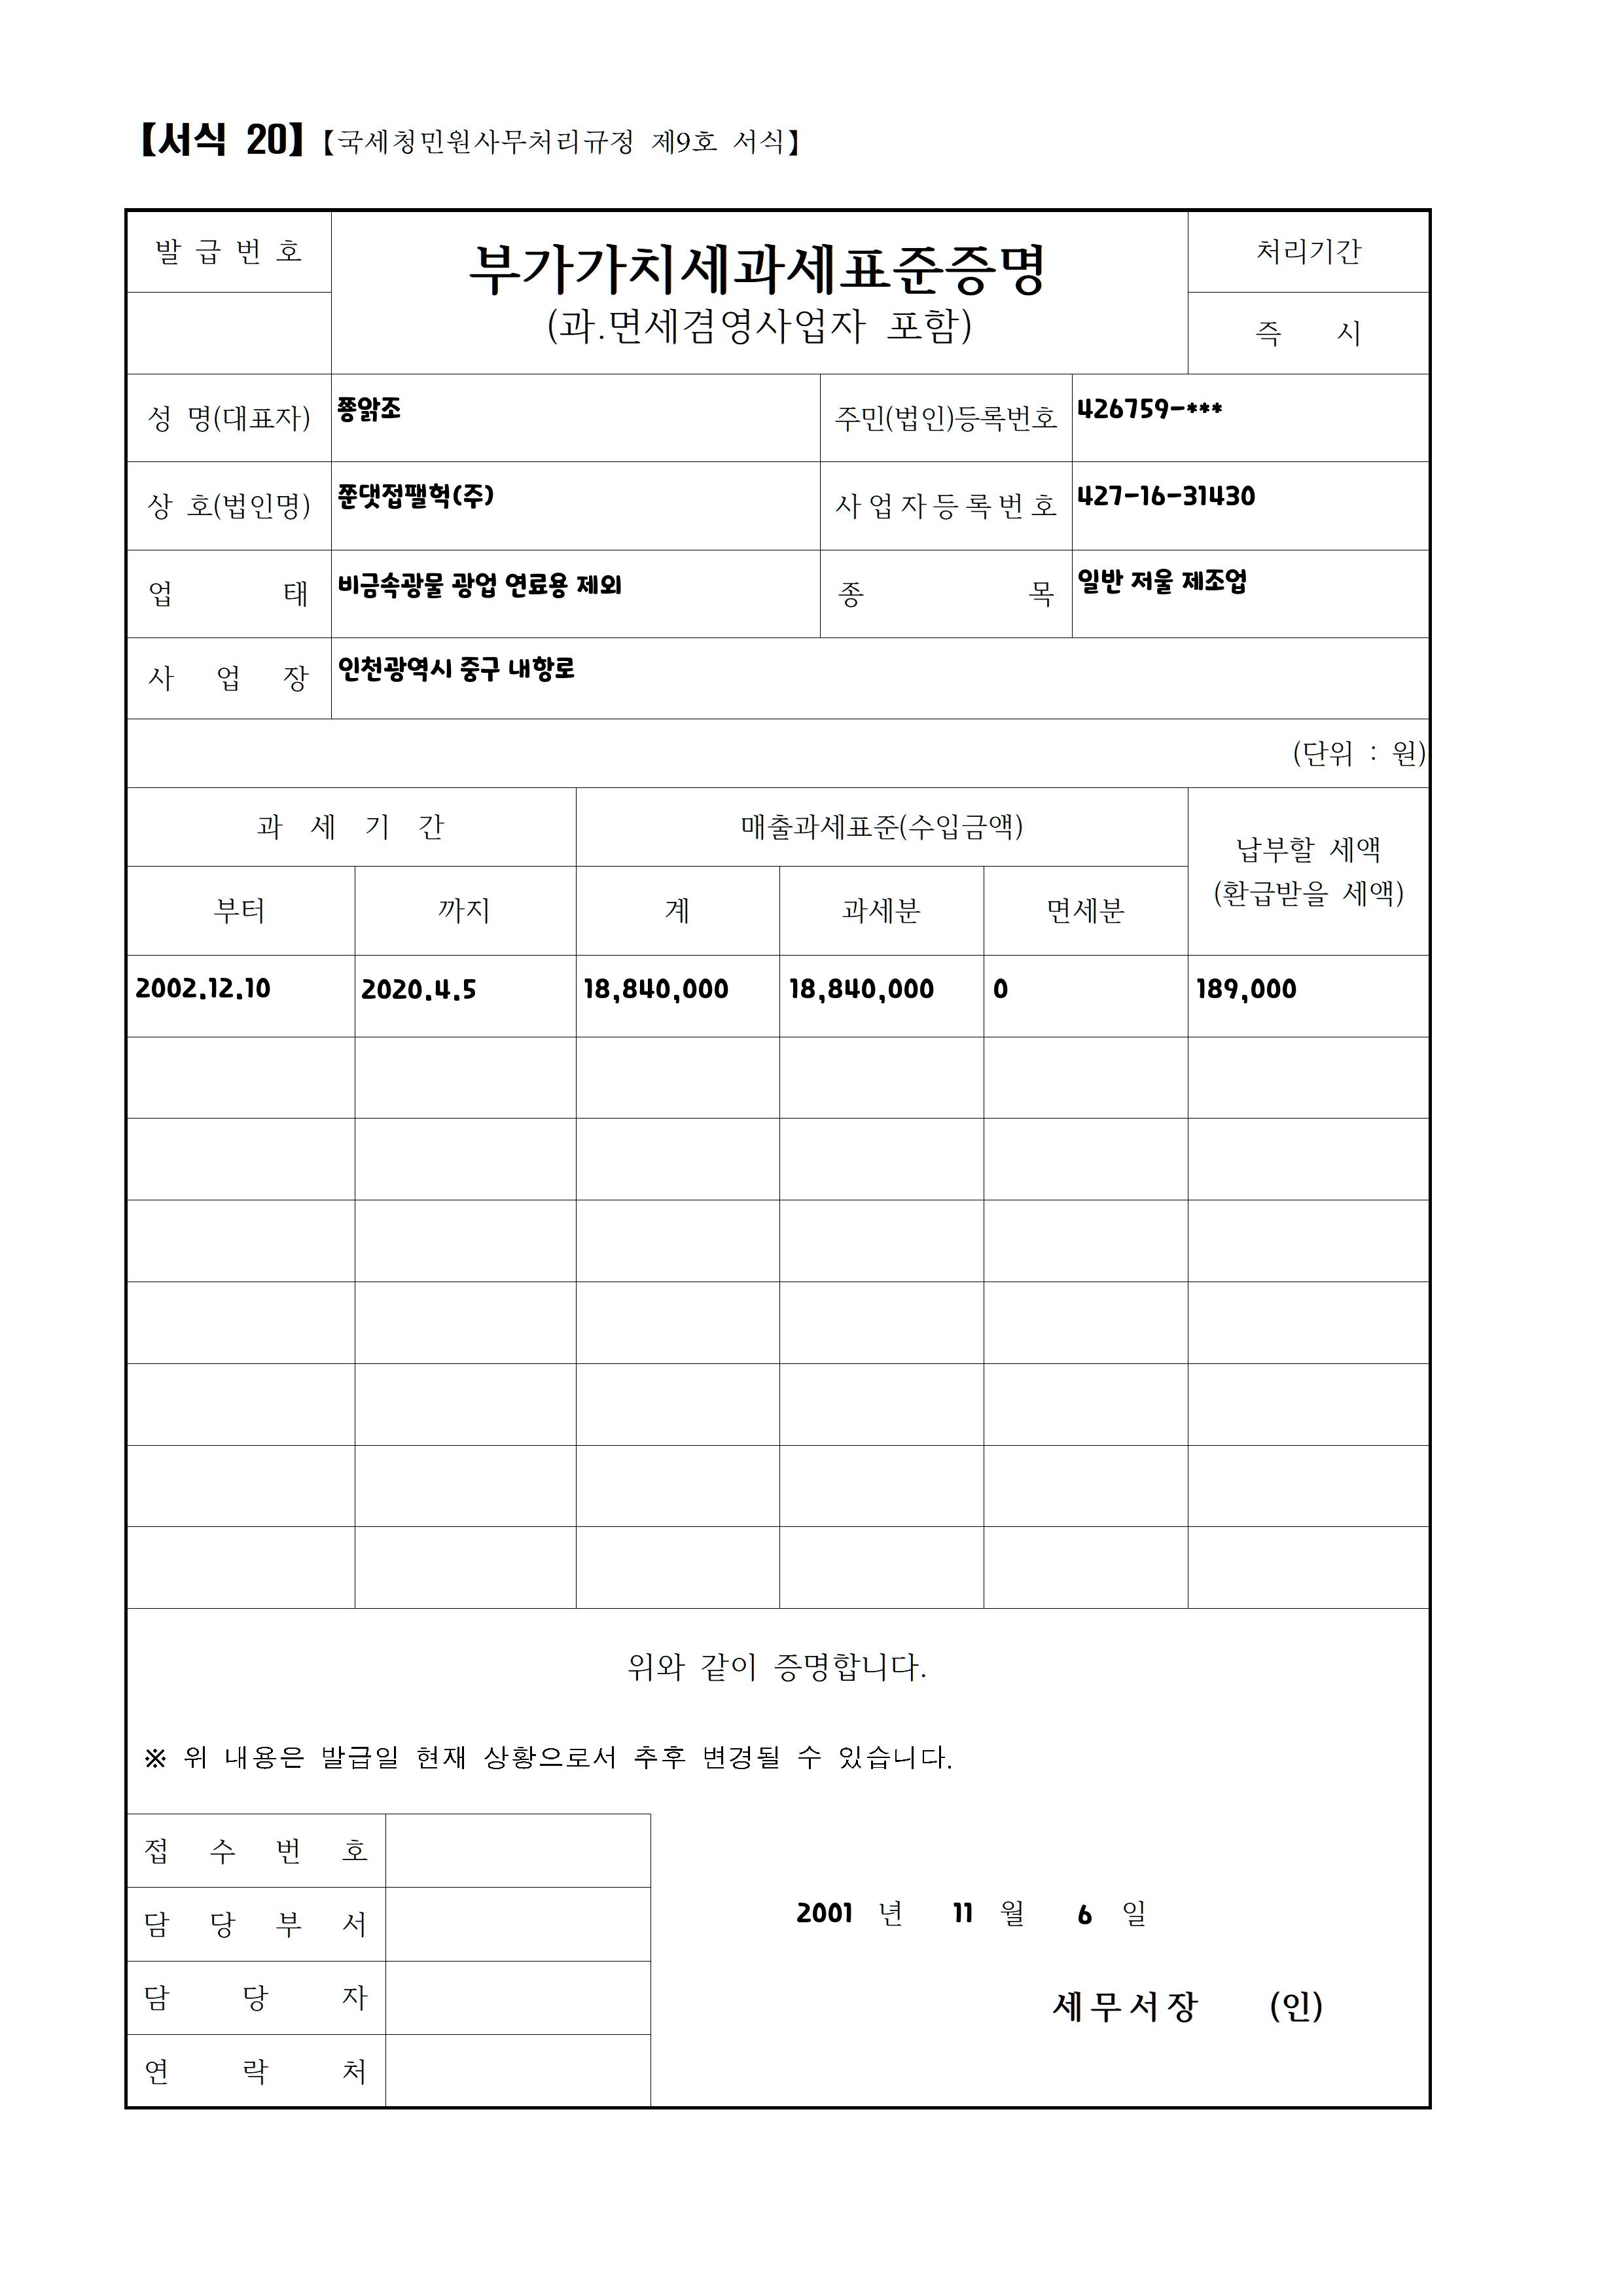 【서식 20】【국세청민원사무처리규정 제9호 서식】
발 급 번 호
부가가치세과세표준증명
(과.면세겸영사업자 포함)
처리기간
즉 시
성 명(대표자) 쫑앍조 주민(법인)등록번호 426759-***
상 호(법인명) 쭌댓접팰헉(주) 사업자등록번호 427-16-31430
업 태 비금속광물 광업 연료용 제외 종 목 일반 저울 제조업
사 업 장 인천광역시 중구 내항로
(단위 : 원)
과 세 기 간 매출과세표준(수입금액) 납부할 세액
(환급받을 세액)
부터 까지 계 과세분 면세분
2002.12.10 2020.4.5 18,840,000 18,840,000 0 189,000
위와 같이 증명합니다.
※ 위 내용은 발급일 현재 상황으로서 추후 변경될 수 있습니다.
접 수 번 호
담 당 부 서
담 당 자
연 락 처
2001 년 11 월 6 일
세무서장 (인)